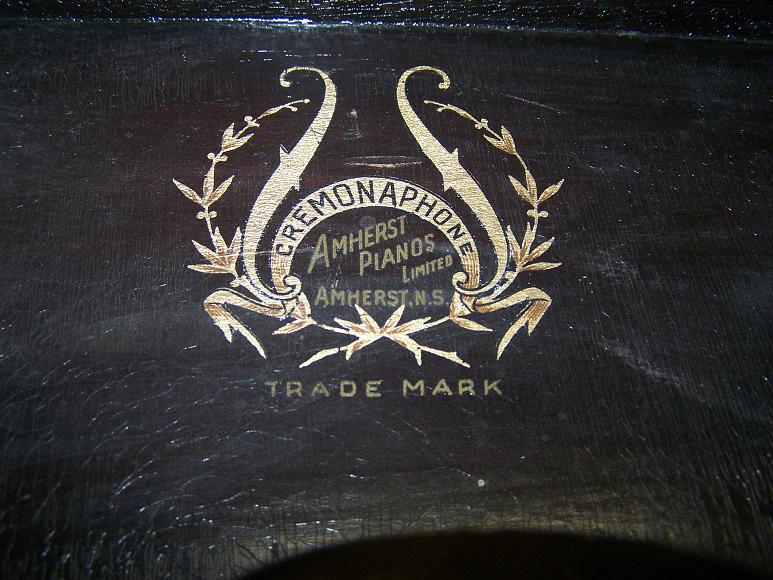 CREMONAPHONE
AMHERST
PIANOS
LIMITED
AMHERST, N.S.
TRADE MARK